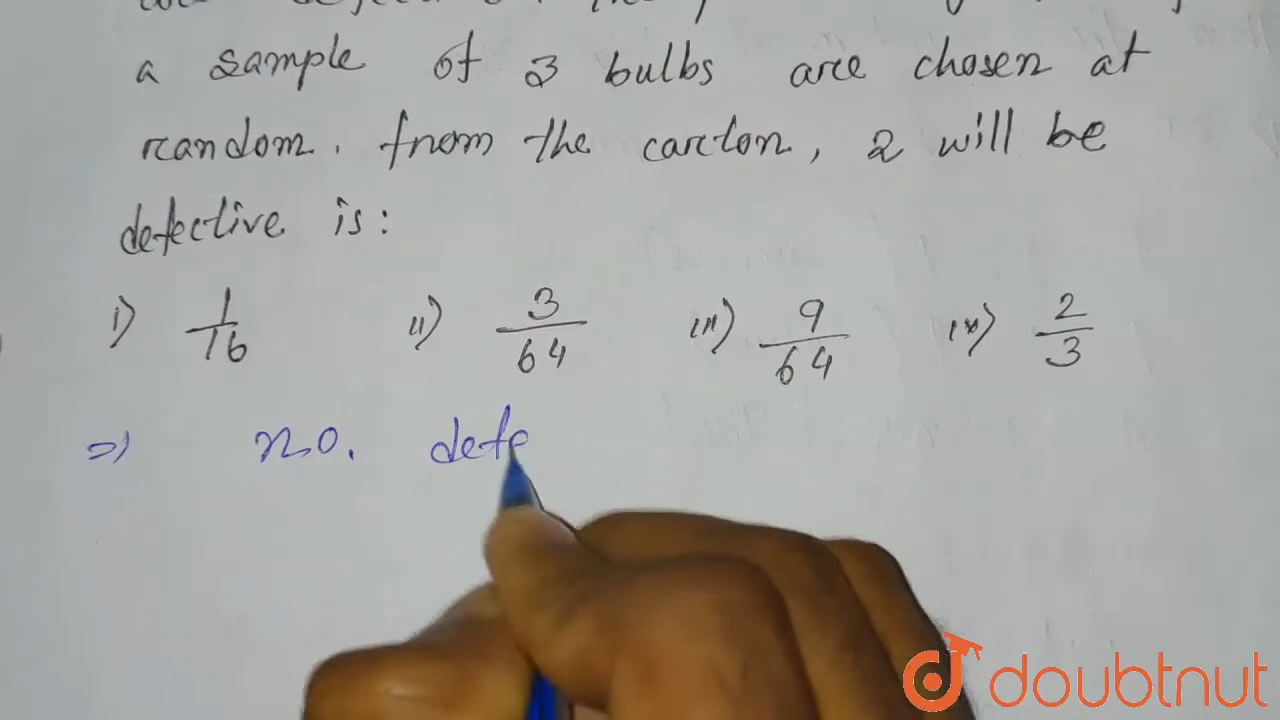 a sample of 3 bulbs are chosen at
random. from the carton, 2 will be
defective is:
i) 1/16 ii) 3/64 iii) 9/64 iv) 2/3
=> no. defe
doubtnut